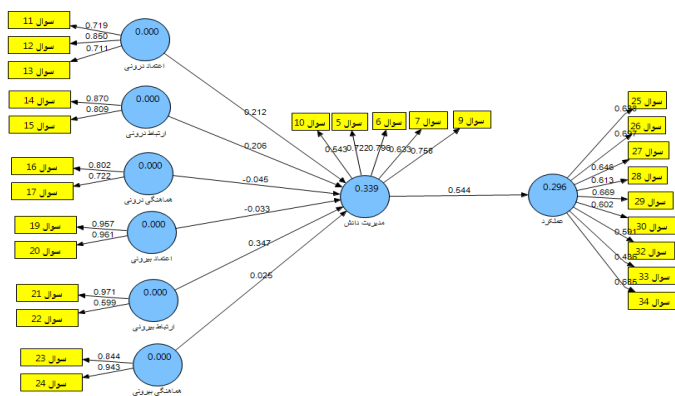 سوال 11
0.719
سوال 12
0.850
سوال 13
0.711
0.000
اعتماد درونی
سوال 14
0.870
سوال 15
0.809
0.000
ارتباط درونی
سوال 16
0.802
سوال 17
0.722
0.000
هماهنگی درونی
سوال 19
0.957
سوال 20
0.961
0.000
اعتماد بیرونی
سوال 21
0.971
سوال 22
0.599
0.000
ارتباط بیرونی
سوال 23
0.844
سوال 24
0.943
0.000
هماهنگی بیرونی
0.212
0.206
-0.045
-0.033
0.347
0.025
سوال 10
سوال 5
سوال 6
سوال 7
سوال 9
0.543
0.722
0.796
0.633
0.756
0.339
مدیریت دانش
0.544
0.296
عملکرد
سوال 25
سوال 26
سوال 27
0.646
سوال 28
0.613
سوال 29
0.669
سوال 30
0.602
سوال 32
سوال 33
سوال 34